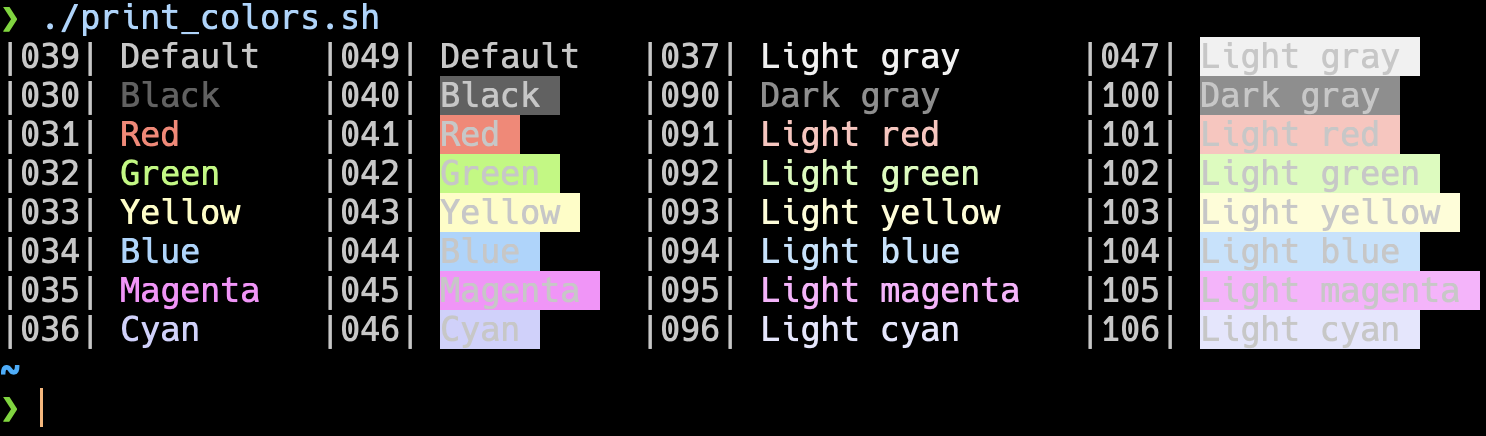 ❯ ./print_colors.sh
|039| Default |049| Default |037| Light gray |047| Light gray
|030| Black |040| Black |090| Dark gray |100| Dark gray
|031| Red |041| Red |091| Light red |101| Light red
|032| Green |042| Green |092| Light green |102| Light green
|033| Yellow |043| Yellow |093| Light yellow |103| Light yellow
|034| Blue |044| Blue |094| Light blue |104| Light blue
|035| Magenta |045| Magenta |095| Light magenta |105| Light magenta
|036| Cyan |046| Cyan |096| Light cyan |106| Light cyan
~
❯